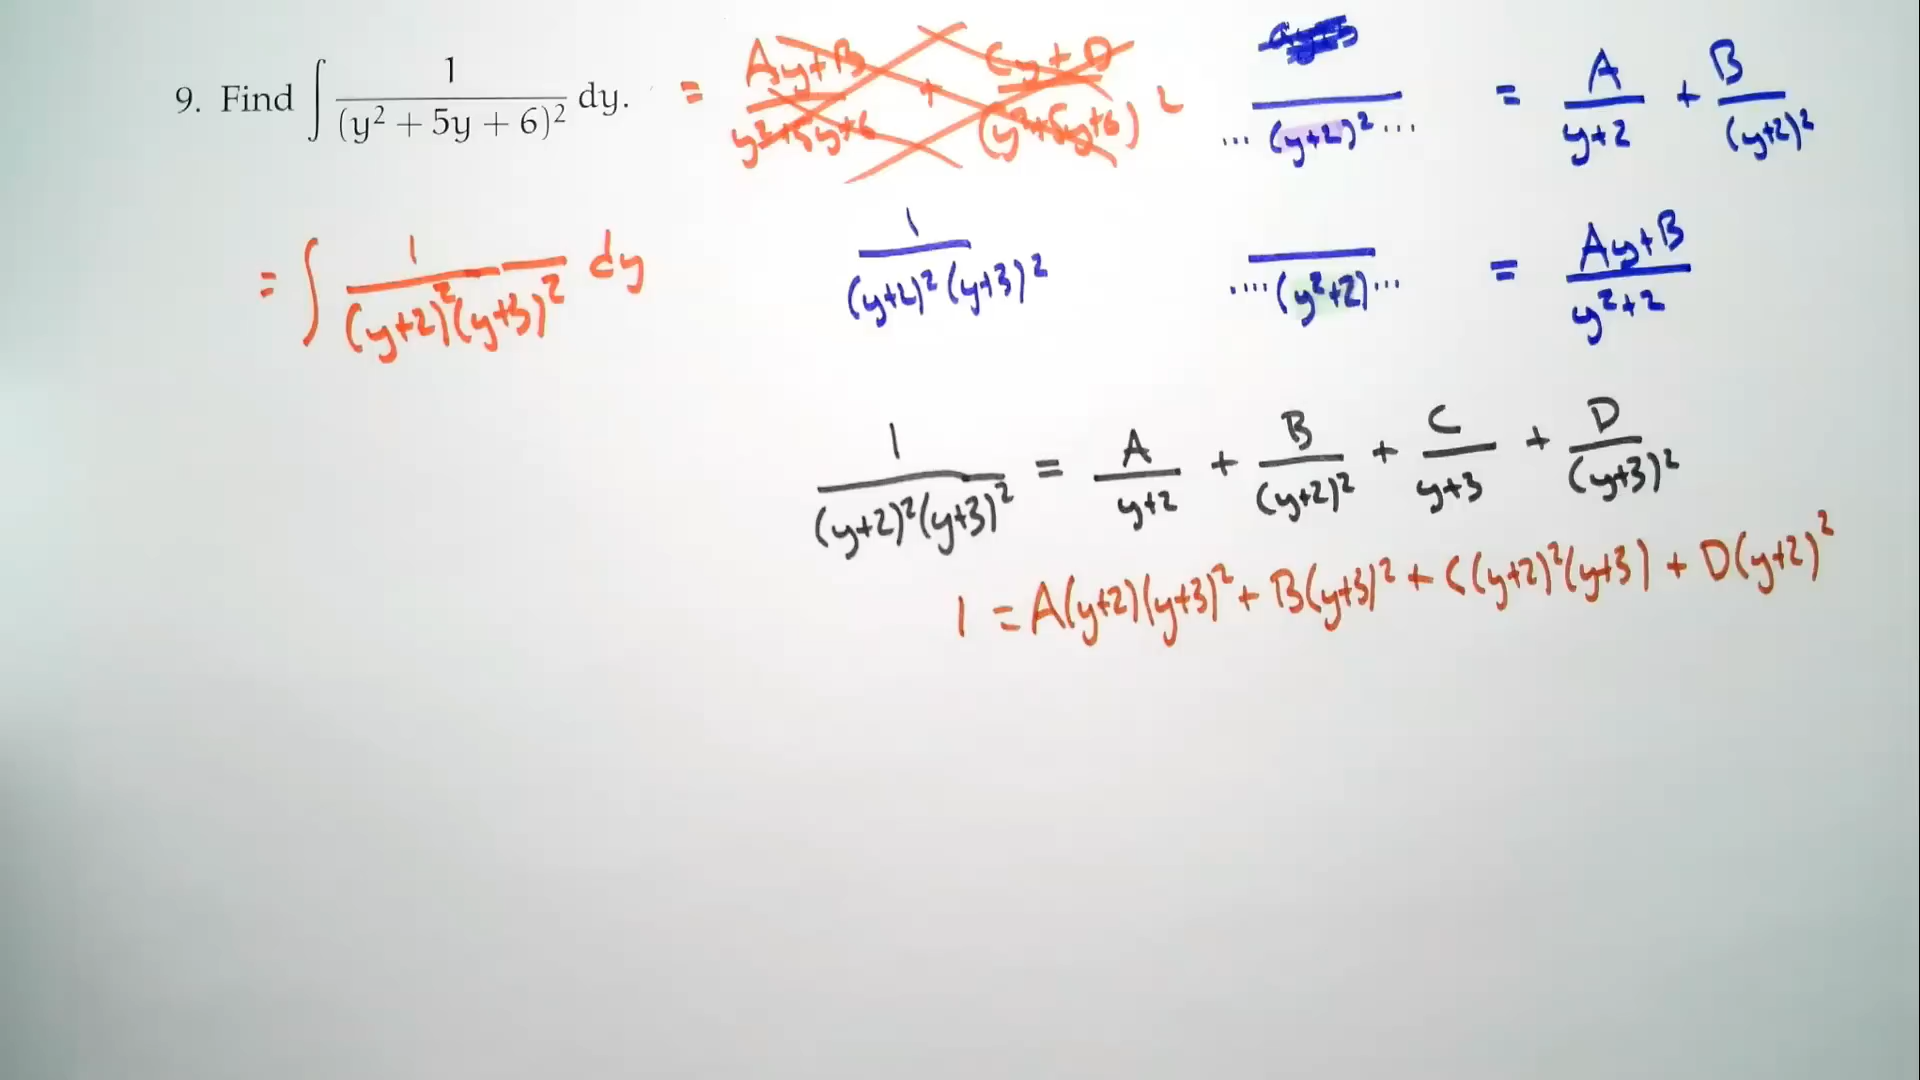 9. Find ∫ 1/(y² + 5y + 6)² dy. = (Ay+B)/(y²+5y+6) + (Cy+D)/(y²+5y+6)²
/(... (y+2)² ...) = A/(y+2) + B/(y+2)²
= ∫ 1/((y+2)²(y+3)²) dy
1/((y+2)²(y+3)²)
/(.... (y²+2) ...) = (Ay+B)/(y²+2)
1/((y+2)²(y+3)²) = A/(y+2) + B/(y+2)² + C/(y+3) + D/(y+3)²
1 = A(y+2)(y+3)² + B(y+3)² + C(y+2)²(y+3) + D(y+2)²